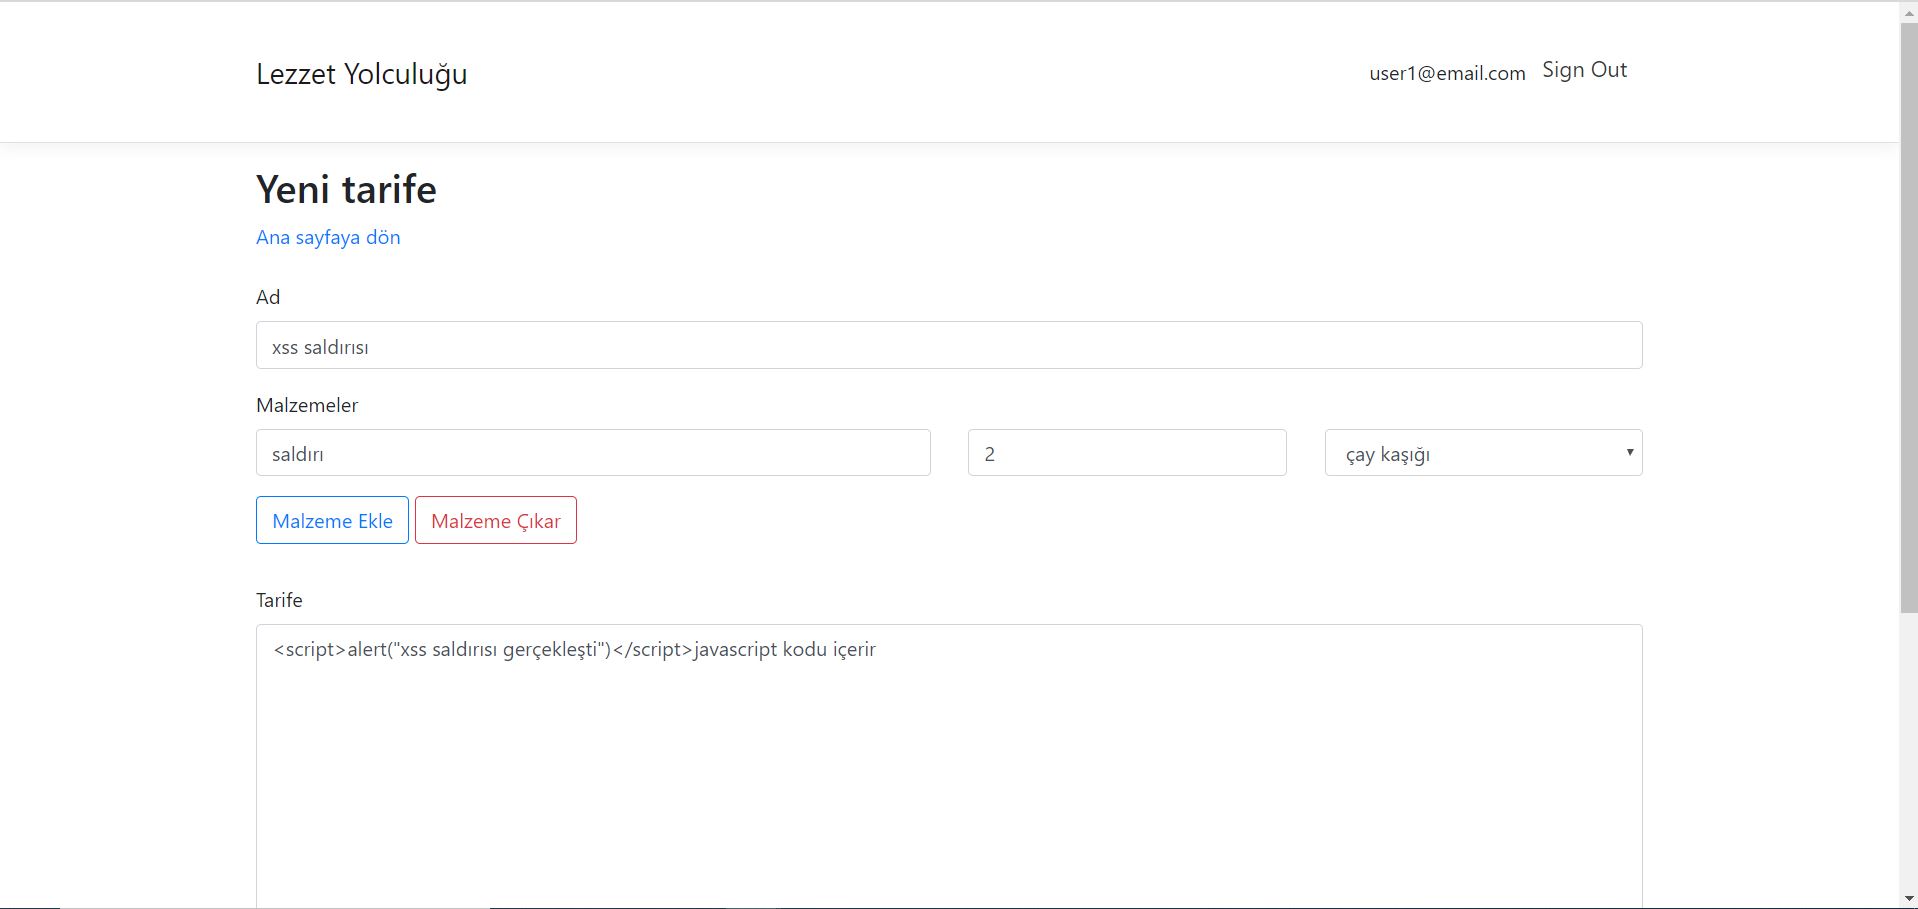 Lezzet Yolculuğu
user1@email.com Sign Out
Yeni tarife
Ana sayfaya dön
Ad
xss saldırısı
Malzemeler
saldırı 2 çay kaşığı
Malzeme Ekle Malzeme Çıkar
Tarife
<script>alert("xss saldırısı gerçekleşti")</script>javascript kodu içerir